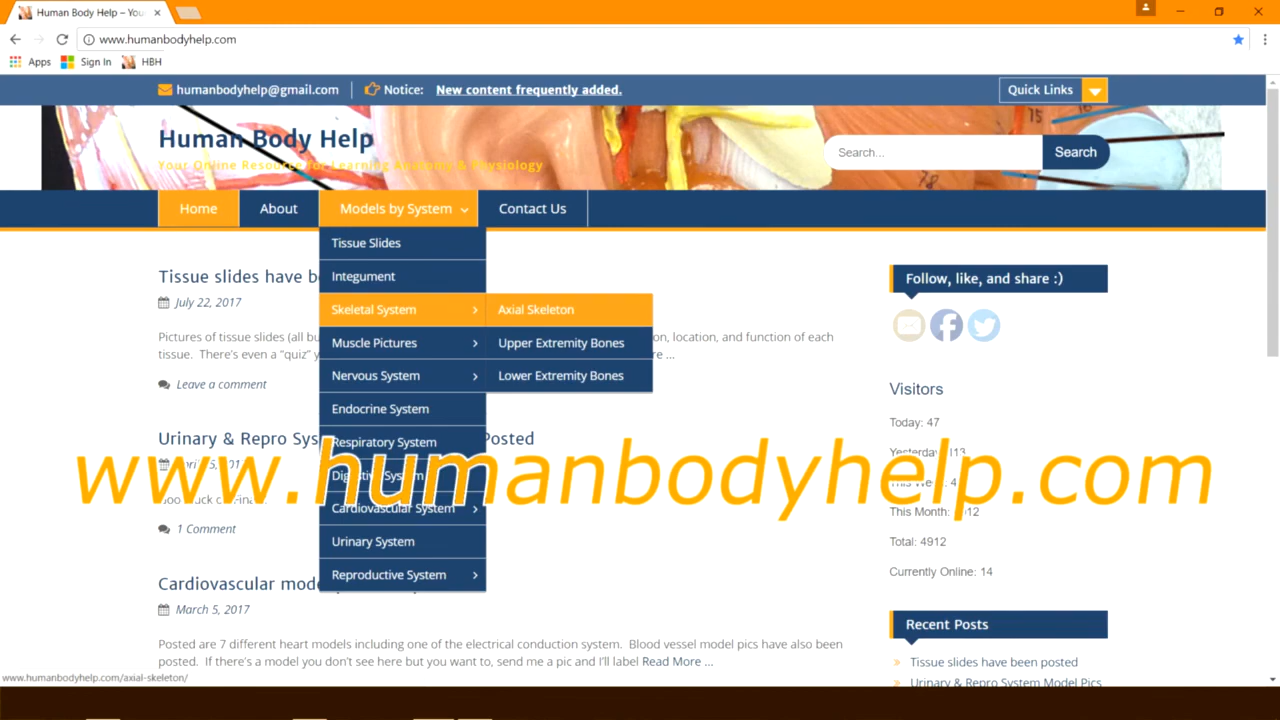 Human Body Help – You
www.humanbodyhelp.com
Apps Sign In HBH
humanbodyhelp@gmail.com Notice: New content frequently added. Quick Links
Human Body Help
Your Online Resource for Learning Anatomy & Physiology
Search... Search
Home About Models by System Contact Us
Tissue Slides
Integument
Skeletal System Axial Skeleton
Muscle Pictures Upper Extremity Bones
Nervous System Lower Extremity Bones
Endocrine System
Respiratory System
Cardiovascular System
Urinary System
Reproductive System
Tissue slides have
July 22, 2017
Pictures of tissue slides (all location, and function of each
tissue. There's even a "quiz"
Leave a comment
Urinary & Repro Posted
1 Comment
Cardiovascular
March 5, 2017
Posted are 7 different heart models including one of the electrical conduction system. Blood vessel model pics have also been
posted. If there's a model you don't see here but you want to, send me a pic and I'll label Read More ...
www.humanbodyhelp.com
Follow, like, and share :)
Visitors
Today: 47
This Month:
Total: 4912
Currently Online: 14
Recent Posts
Tissue slides have been posted
Urinary & Repro System Model Pics
www.humanbodyhelp.com/axial-skeleton/